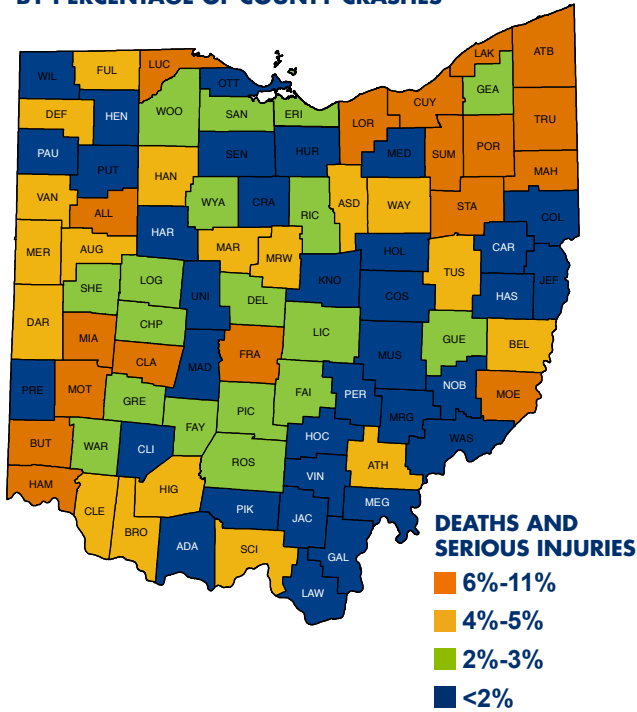 BY PERCENTAGE OF COUNTY CRASHES
LAK ATB
WIL FUL LUC OTT GEA
DEF HEN WOO SAN ERI LOR CUY TRU
PAU PUT HAN SEN HUR MED SUM POR MAH
VAN ALL WYA CRA RIC ASD WAY STA COL
MER AUG HAR MAR MRW HOL TUS CAR JEF
SHE LOG UNI DEL KNO COS HAS
DAR MIA CHP LIC GUE BEL
CLA MAD FRA MUS
PRE MOT GRE PIC FAI PER NOB MOE
BUT WAR CLI FAY HOC MRG WAS
HAM ROS ATH
CLE HIG VIN MEG
BRO PIK JAC
ADA SCI GAL
LAW
DEATHS AND
SERIOUS INJURIES
6%-11%
4%-5%
2%-3%
<2%